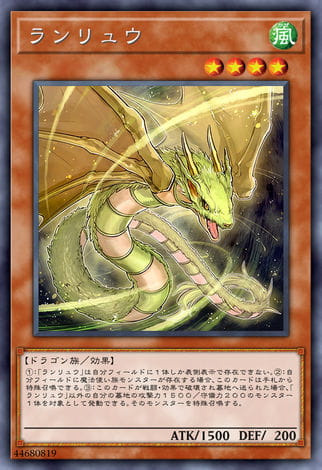 ランリュウ
風
【ドラゴン族／効果】
①:「ランリュウ」は自分フィールドに1体しか表側表示で存在できない。②:自
分フィールドに魔法使い族モンスターが存在する場合、このカードは手札から
特殊召喚できる。③:このカードが戦闘・効果で破壊され墓地へ送られた場合、「
ランリュウ」以外の自分の墓地の攻撃力1500／守備力200のモンスター
1体を対象として発動できる。そのモンスターを特殊召喚する。
ATK/1500 DEF/ 200
44680819